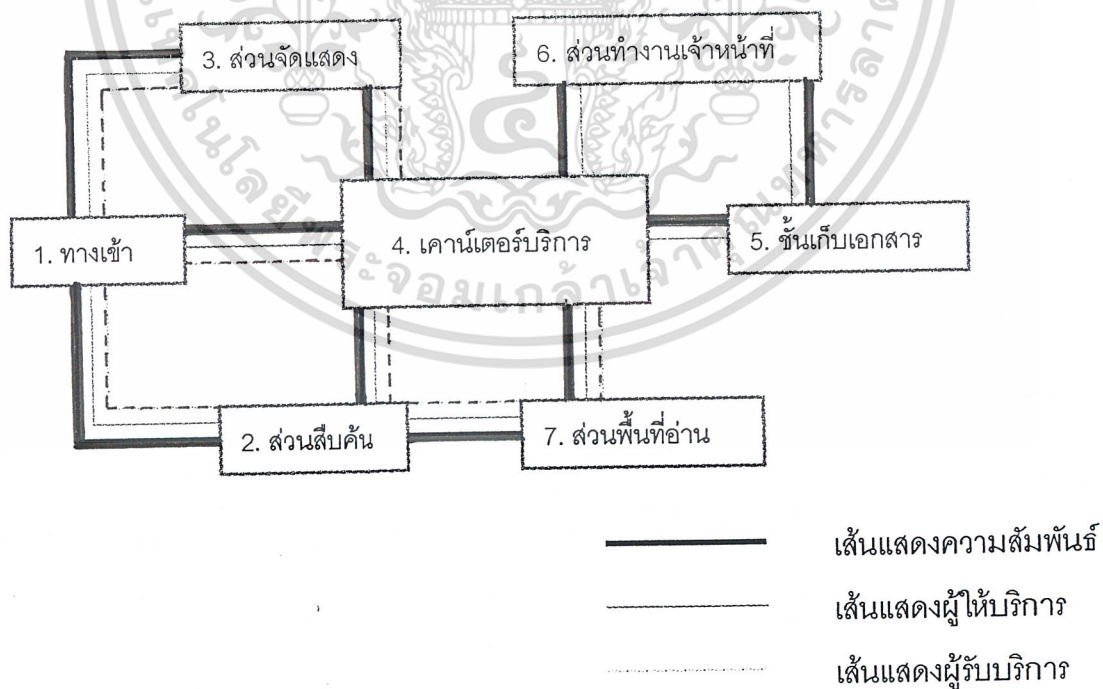 3. ส่วนจัดแสดง
6. ส่วนทำงานเจ้าหน้าที่
1. ทางเข้า
4. เคาน์เตอร์บริการ
5. ชั้นเก็บเอกสาร
2. ส่วนสืบค้น
7. ส่วนพื้นที่อ่าน
เส้นแสดงความสัมพันธ์
เส้นแสดงผู้ให้บริการ
เส้นแสดงผู้รับบริการ